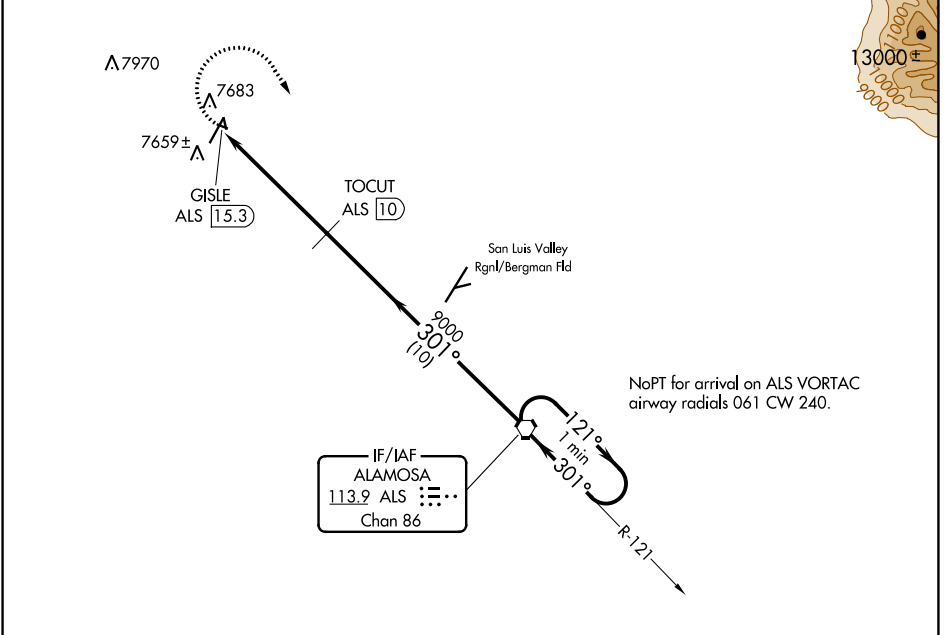 7970
7683
7659±
GISLE
ALS 15.3
TOCUT
ALS 10
San Luis Valley
Rgnl/Bergman Fld
11000
13000±
10000
9000
9000
301°
(10)
NoPT for arrival on ALS VORTAC
airway radials 061 CW 240.
121°
1 min
301°
IF/IAF
ALAMOSA
113.9 ALS
Chan 86
R-121